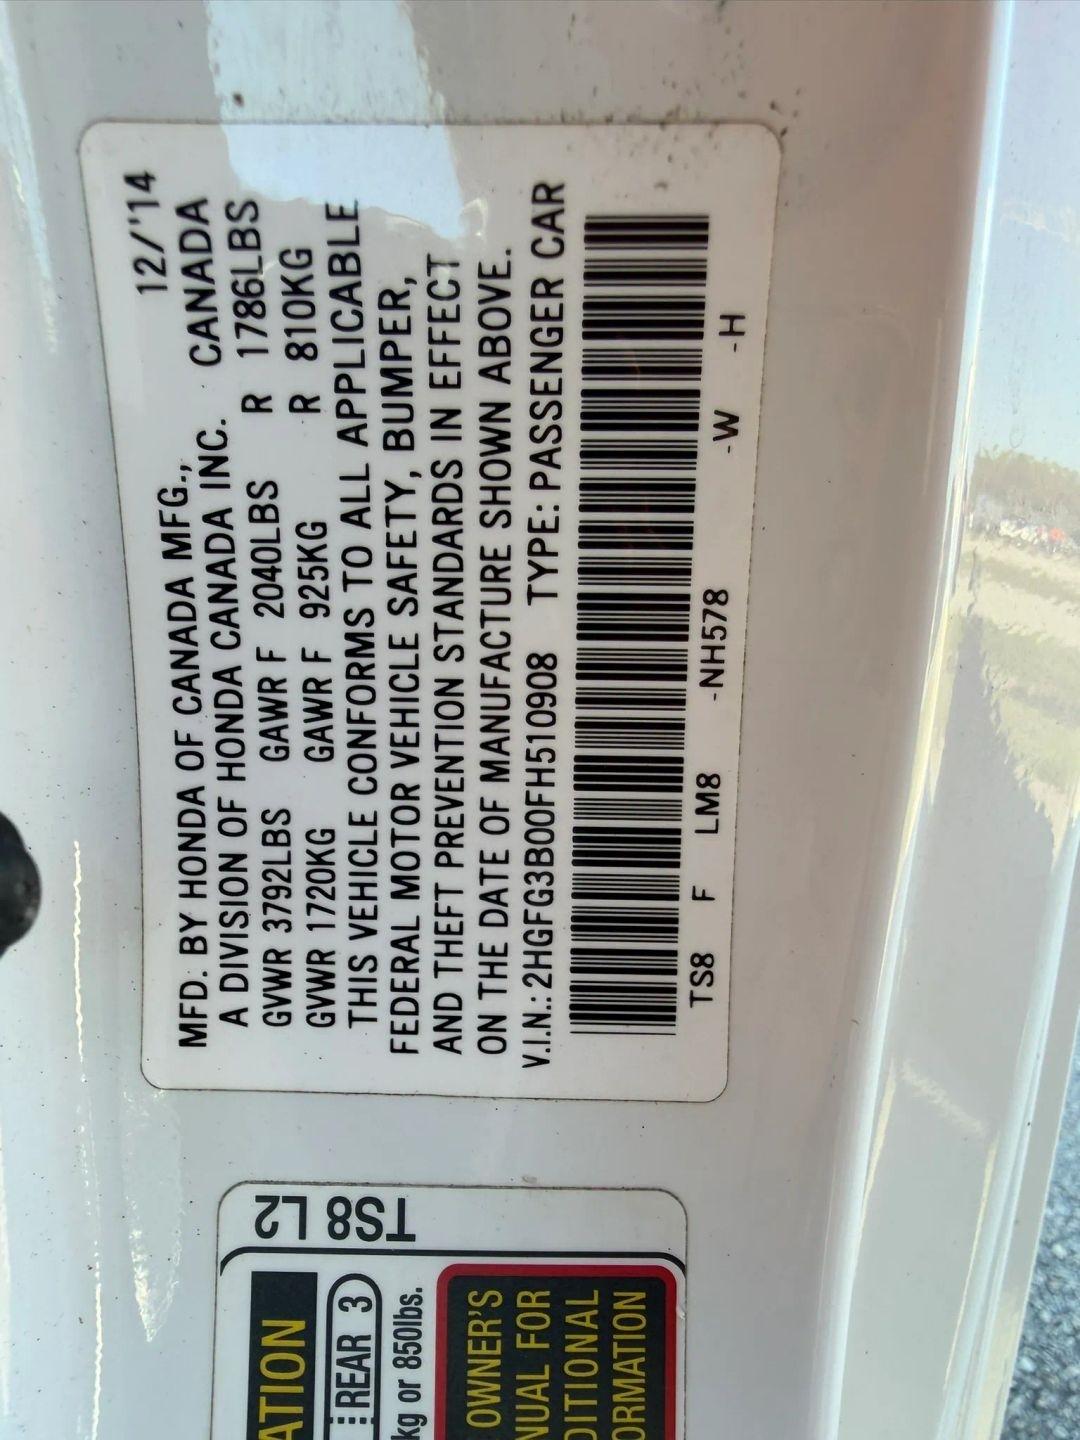 12/'14
MFD. BY HONDA OF CANADA MFG.,
A DIVISION OF HONDA CANADA INC. CANADA
GVWR 3792LBS GAWR F 2040LBS R 1786LBS
GVWR 1720KG GAWR F 925KG R 810KG
THIS VEHICLE CONFORMS TO ALL APPLICABLE
FEDERAL MOTOR VEHICLE SAFETY, BUMPER,
AND THEFT PREVENTION STANDARDS IN EFFECT
ON THE DATE OF MANUFACTURE SHOWN ABOVE.
V.I.N.: 2HGFG3B00FH510908 TYPE: PASSENGER CAR
TS8 F LM8 -NH578 -W -H
TS8 L2
ATION
REAR 3
kg or 850lbs.
OWNER'S
NUAL FOR
DITIONAL
ORMATION